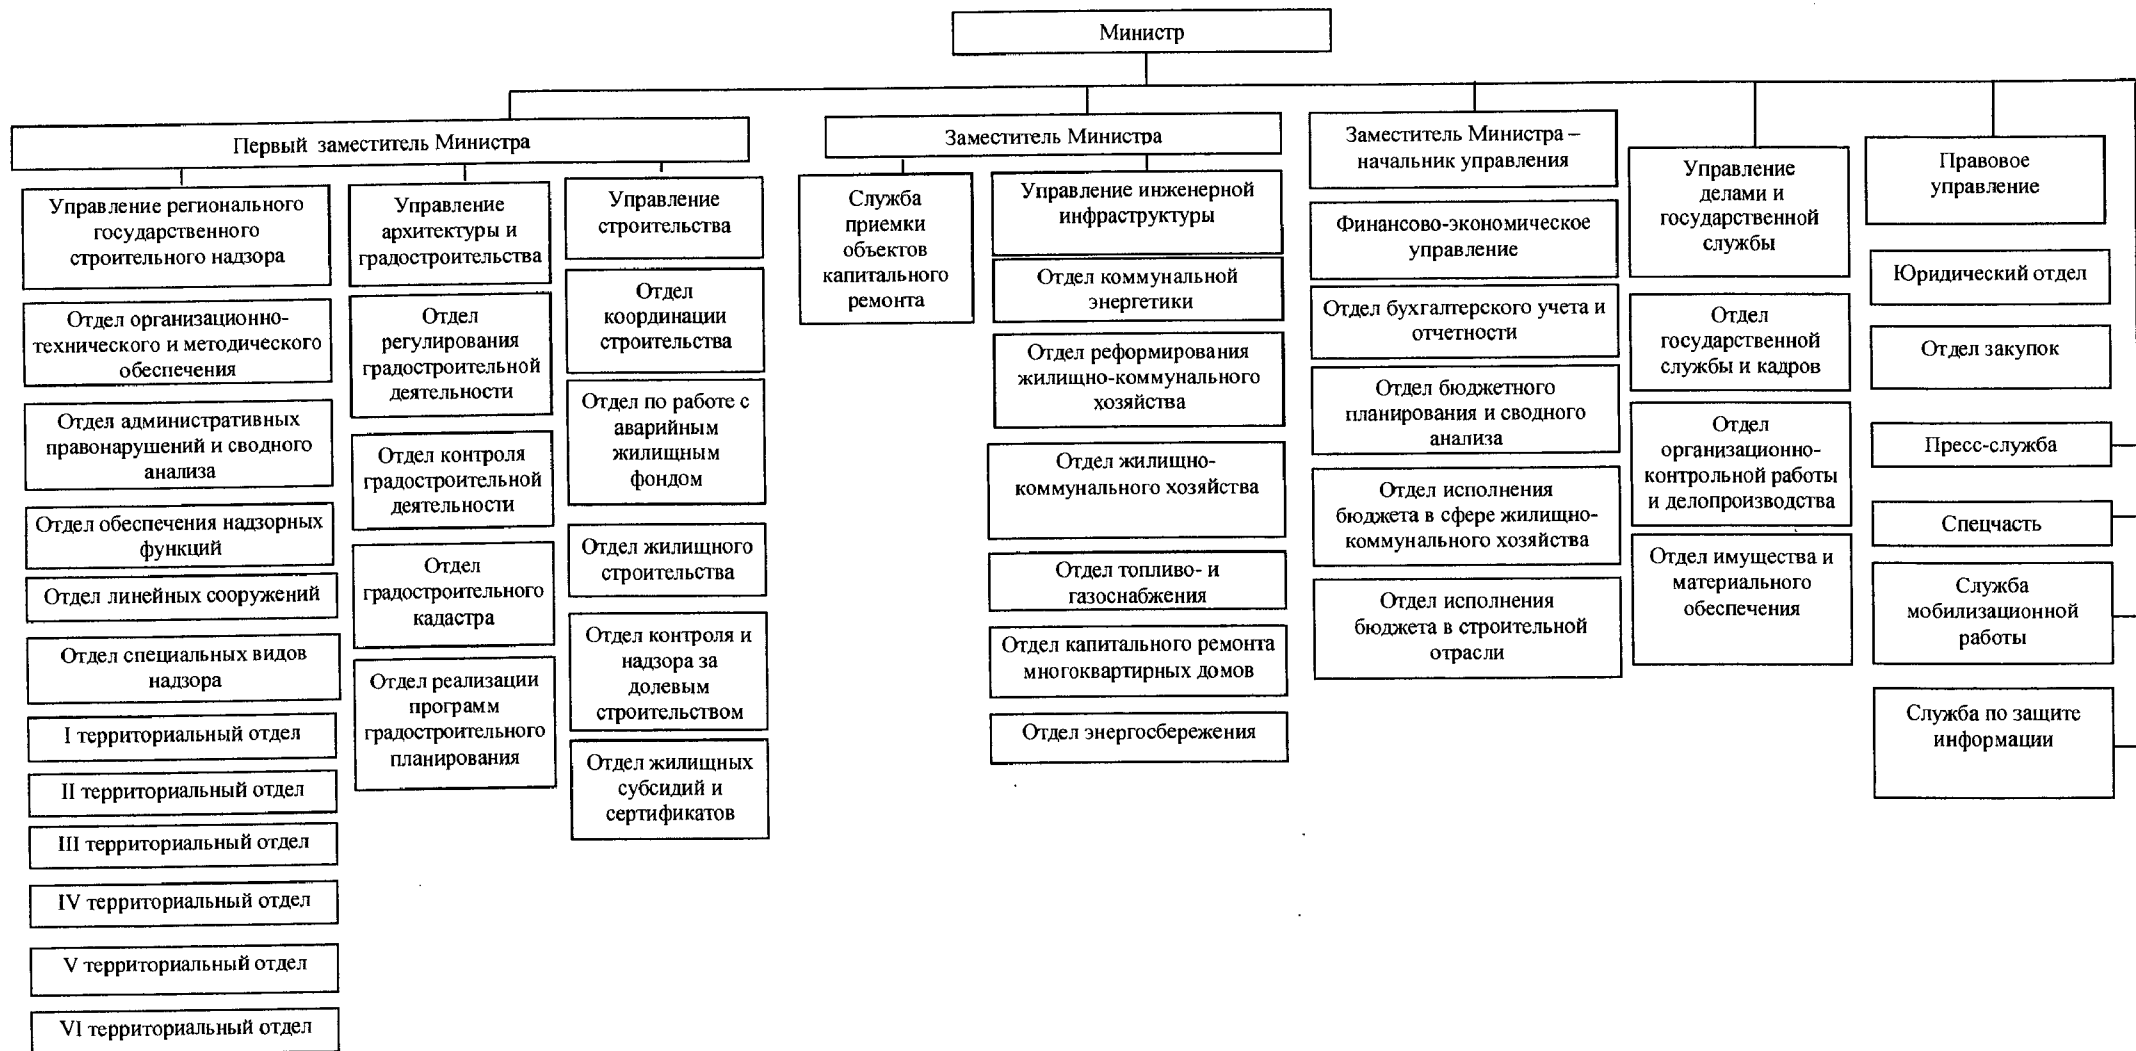 Министр
Первый заместитель Министра
Управление регионального
государственного
строительного надзора
Отдел организационно-
технического и методического
обеспечения
Отдел административных
правонарушений и сводного
анализа
Отдел обеспечения надзорных
функций
Отдел линейных сооружений
Отдел специальных видов
надзора
I территориальный отдел
II территориальный отдел
III территориальный отдел
IV территориальный отдел
V территориальный отдел
VI территориальный отдел
Управление
архитектуры и
градостроительства
Отдел
регулирования
градостроительной
деятельности
Отдел контроля
градостроительной
деятельности
Отдел
градостроительного
кадастра
Отдел реализации
программ
градостроительного
планирования
Управление
строительства
Отдел
координации
строительства
Отдел по работе с
аварийным
жилищным
фондом
Отдел жилищного
строительства
Отдел контроля и
надзора за
долевым
строительством
Отдел жилищных
субсидий и
сертификатов
Заместитель Министра
Служба
приемки
объектов
капитального
ремонта
Управление инженерной
инфраструктуры
Отдел коммунальной
энергетики
Отдел реформирования
жилищно-коммунального
хозяйства
Отдел жилищно-
коммунального хозяйства
Отдел топливо- и
газоснабжения
Отдел капитального ремонта
многоквартирных домов
Отдел энергосбережения
Заместитель Министра –
начальник управления
Финансово-экономическое
управление
Отдел бухгалтерского учета и
отчетности
Отдел бюджетного
планирования и сводного
анализа
Отдел исполнения
бюджета в сфере жилищно-
коммунального хозяйства
Отдел исполнения
бюджета в строительной
отрасли
Управление
делами и
государственной
службы
Отдел
государственной
службы и кадров
Отдел
организационно-
контрольной работы
и делопроизводства
Отдел имущества и
материального
обеспечения
Правовое
управление
Юридический отдел
Отдел закупок
Пресс-служба
Спецчасть
Служба
мобилизационной
работы
Служба по защите
информации